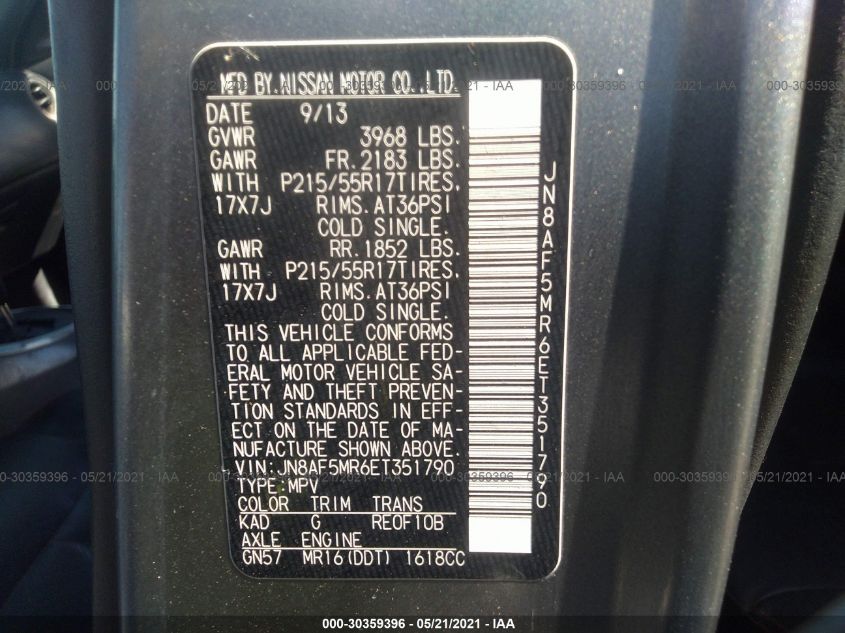 MFD BY.NISSAN MOTOR CO.,LTD.
DATE 9/13
GVWR 3968 LBS.
GAWR FR.2183 LBS.
WITH P215/55R17TIRES.
17X7J RIMS.AT36PSI
COLD SINGLE.
GAWR RR.1852 LBS.
WITH P215/55R17TIRES.
17X7J RIMS.AT36PSI
COLD SINGLE.
THIS VEHICLE CONFORMS
TO ALL APPLICABLE FED-
ERAL MOTOR VEHICLE SA-
FETY AND THEFT PREVEN-
TION STANDARDS IN EFF-
ECT ON THE DATE OF MA-
NUFACTURE SHOWN ABOVE.
VIN:JN8AF5MR6ET351790
TYPE:MPV
COLOR TRIM TRANS
KAD G RE0F10B
AXLE ENGINE
GN57 MR16(DDT) 1618CC
JN8AF5MR6ET351790
000-30359396 - 05/21/2021 - IAA